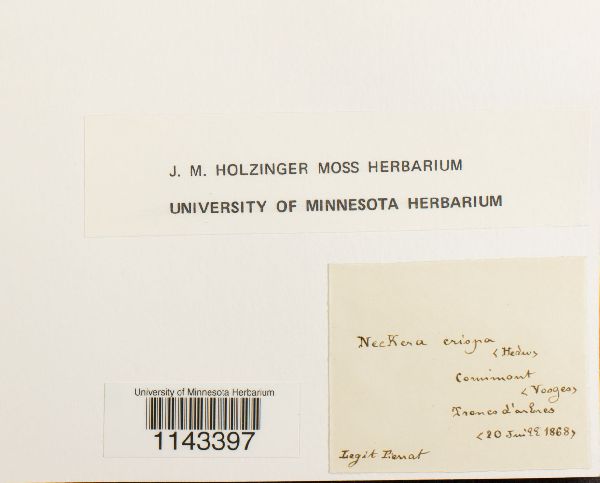 J. M. HOLZINGER MOSS HERBARIUM
UNIVERSITY OF MINNESOTA HERBARIUM
Neckera crispa
<Hedw>
Cornimont
<Vosges>
Troncs d'arbres
<20 Juill 1868>
Legit Pierrat
University of Minnesota Herbarium
1143397